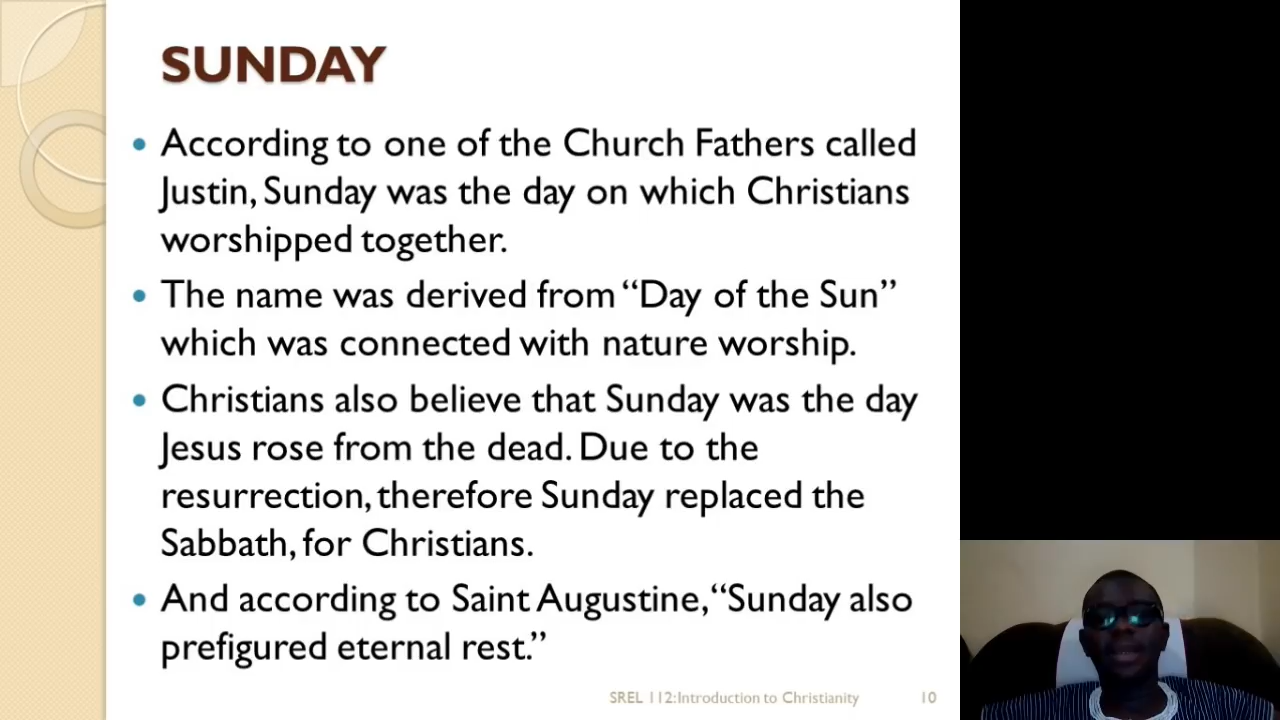 SUNDAY
• According to one of the Church Fathers called
Justin, Sunday was the day on which Christians
worshipped together.
• The name was derived from “Day of the Sun”
which was connected with nature worship.
• Christians also believe that Sunday was the day
Jesus rose from the dead. Due to the
resurrection, therefore Sunday replaced the
Sabbath, for Christians.
• And according to Saint Augustine, “Sunday also
prefigured eternal rest.”
SREL 112:Introduction to Christianity 10